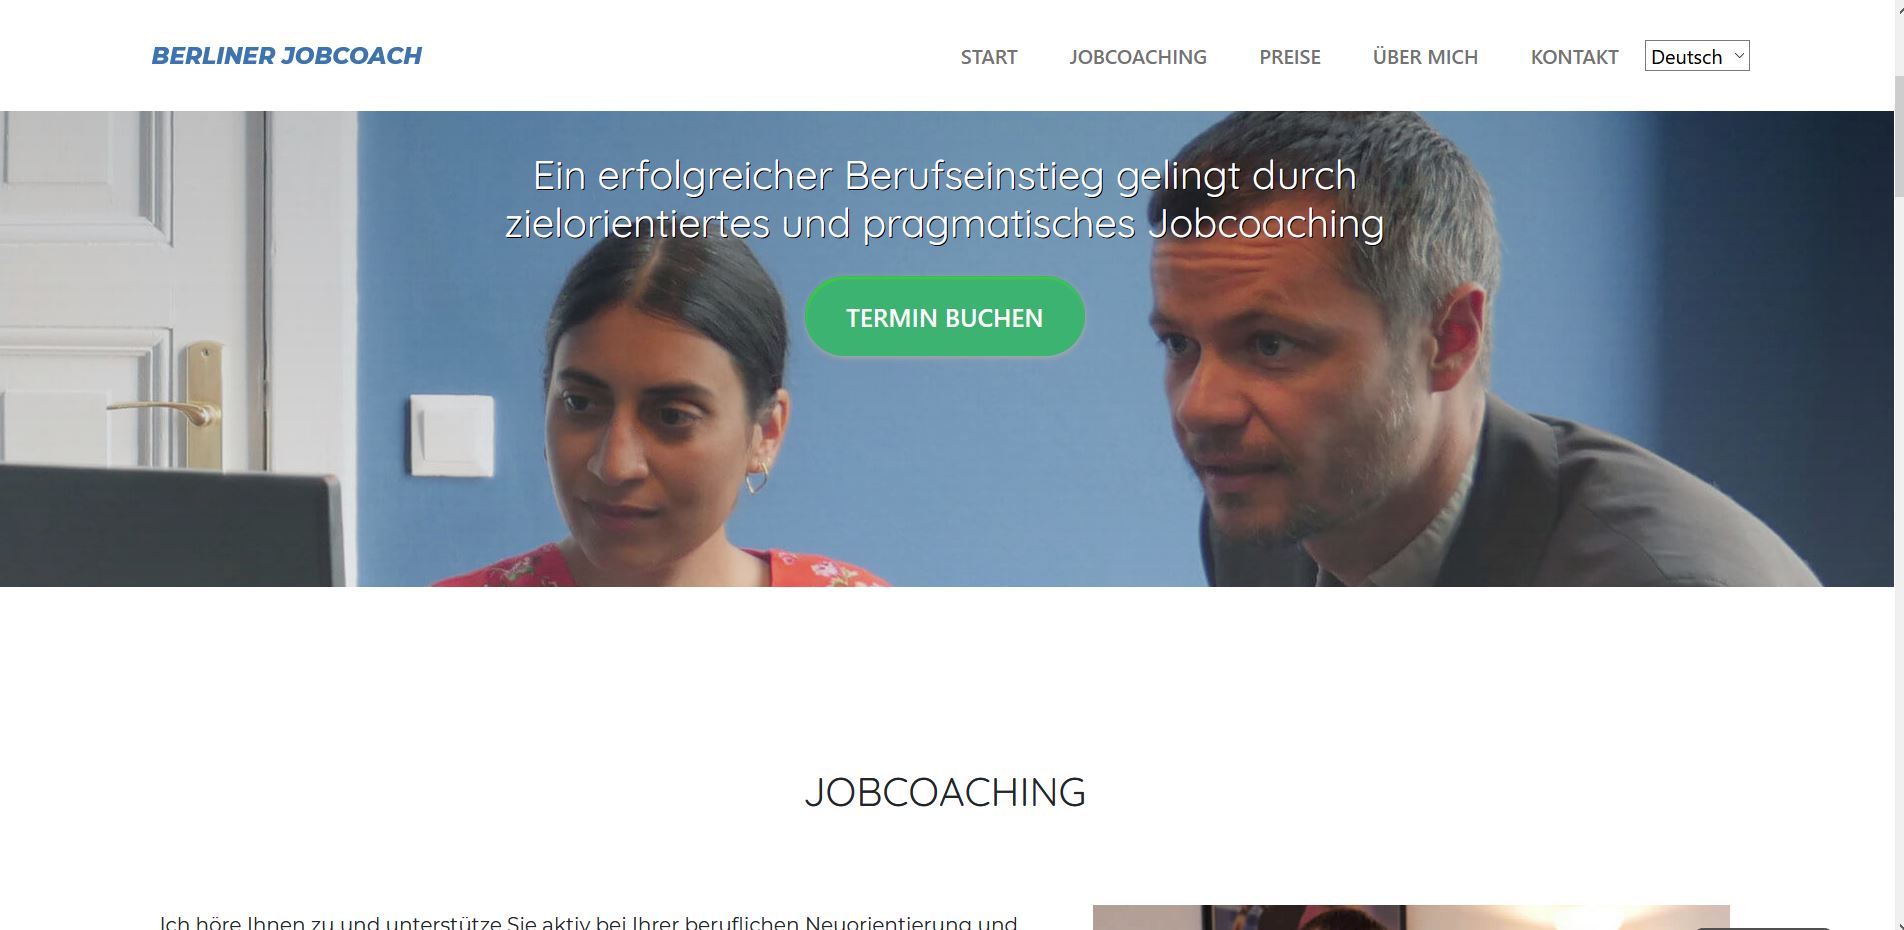 BERLINER JOBCOACH
START JOBCOACHING PREISE ÜBER MICH KONTAKT Deutsch
Ein erfolgreicher Berufseinstieg gelingt durch
zielorientiertes und pragmatisches Jobcoaching
TERMIN BUCHEN
JOBCOACHING
Ich höre Ihnen zu und unterstütze Sie aktiv bei Ihrer beruflichen Neuorientierung und